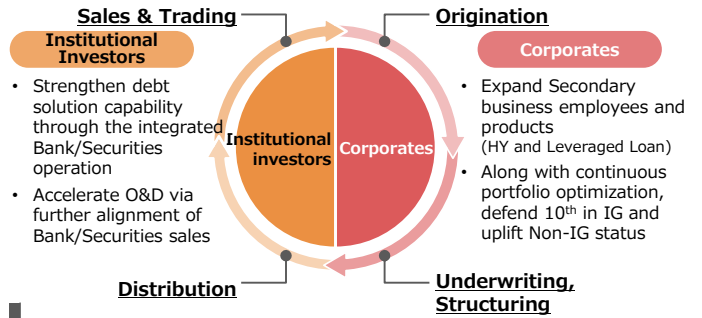 Sales & Trading
Institutional
Investors
• Strengthen debt
solution capability
through the integrated
Bank/Securities
operation
• Accelerate O&D via
further alignment of
Bank/Securities sales
Distribution
Institutional
investors
Corporates
Origination
Corporates
• Expand Secondary
business employees and
products
(HY and Leveraged Loan)
• Along with continuous
portfolio optimization,
defend 10th in IG and
uplift Non-IG status
Underwriting,
Structuring